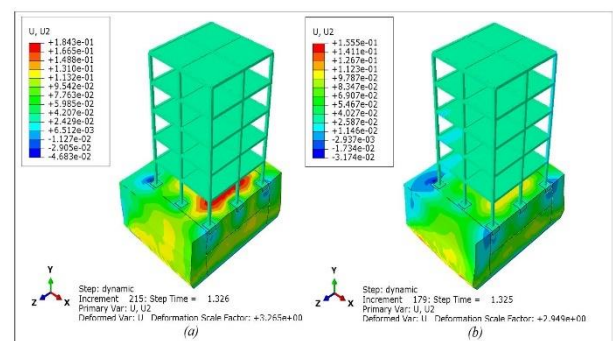 (a)
U, U2
+1.843e-01
+1.665e-01
+1.488e-01
+1.310e-01
+1.132e-01
+9.542e-02
+7.763e-02
+5.985e-02
+4.207e-02
+2.429e-02
+6.512e-03
-1.127e-02
-2.905e-02
-4.683e-02
Y
Z
X
Step: dynamic
Increment 215: Step Time = 1.326
Primary Var: U, U2
Deformed Var: U Deformation Scale Factor: +3.265e+00
(a)
(b)
U, U2
+1.555e-01
+1.411e-01
+1.267e-01
+1.123e-01
+9.787e-02
+8.347e-02
+6.907e-02
+5.467e-02
+4.027e-02
+2.587e-02
+1.146e-02
-2.937e-03
-1.734e-02
-3.174e-02
Y
Z
X
Step: dynamic
Increment 179: Step Time = 1.325
Primary Var: U, U2
Deformed Var: U Deformation Scale Factor: +2.949e+00
(b)